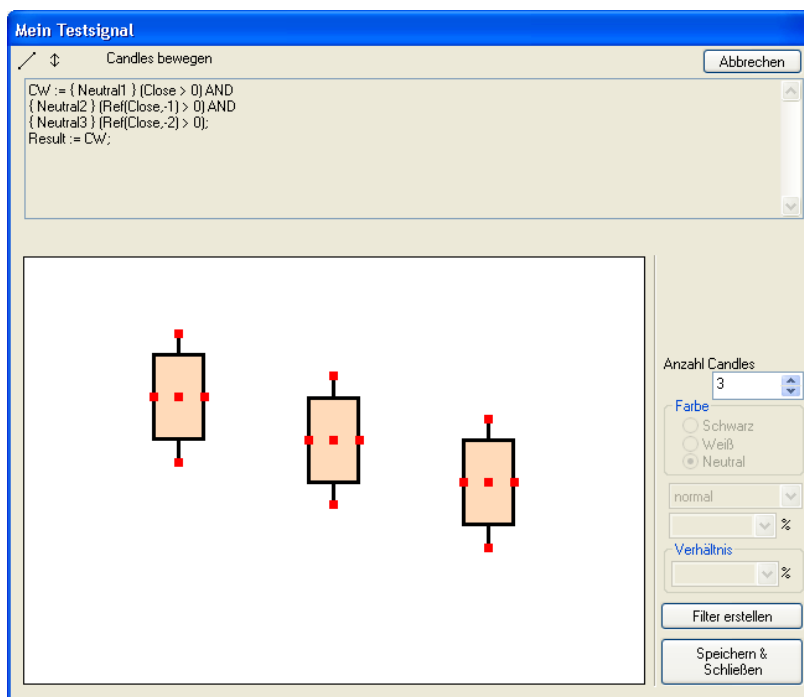 Mein Testsignal
Candles bewegen
Abbrechen
CW := { Neutral1 } (Close > 0) AND
{ Neutral2 } (Ref(Close,-1) > 0) AND
{ Neutral3 } (Ref(Close,-2) > 0);
Result := CW;
Anzahl Candles
3
Farbe
Schwarz
Weiß
Neutral
normal
%
Verhältnis
%
Filter erstellen
Speichern &
Schließen